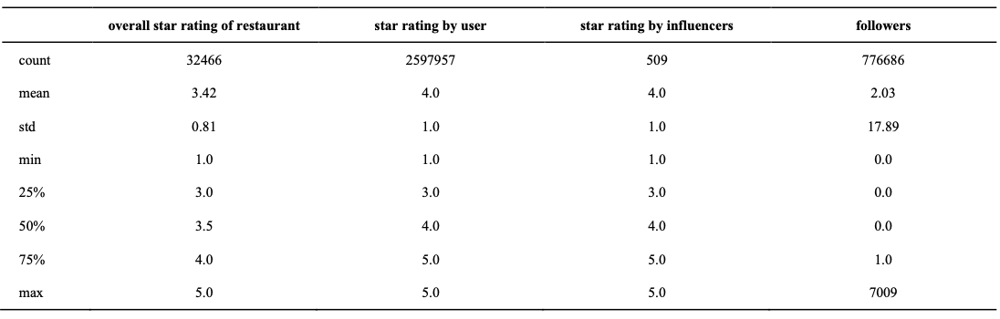 overall star rating of restaurant star rating by user star rating by influencers followers
count 32466 2597957 509 776686
mean 3.42 4.0 4.0 2.03
std 0.81 1.0 1.0 17.89
min 1.0 1.0 1.0 0.0
25% 3.0 3.0 3.0 0.0
50% 3.5 4.0 4.0 0.0
75% 4.0 5.0 5.0 1.0
max 5.0 5.0 5.0 7009